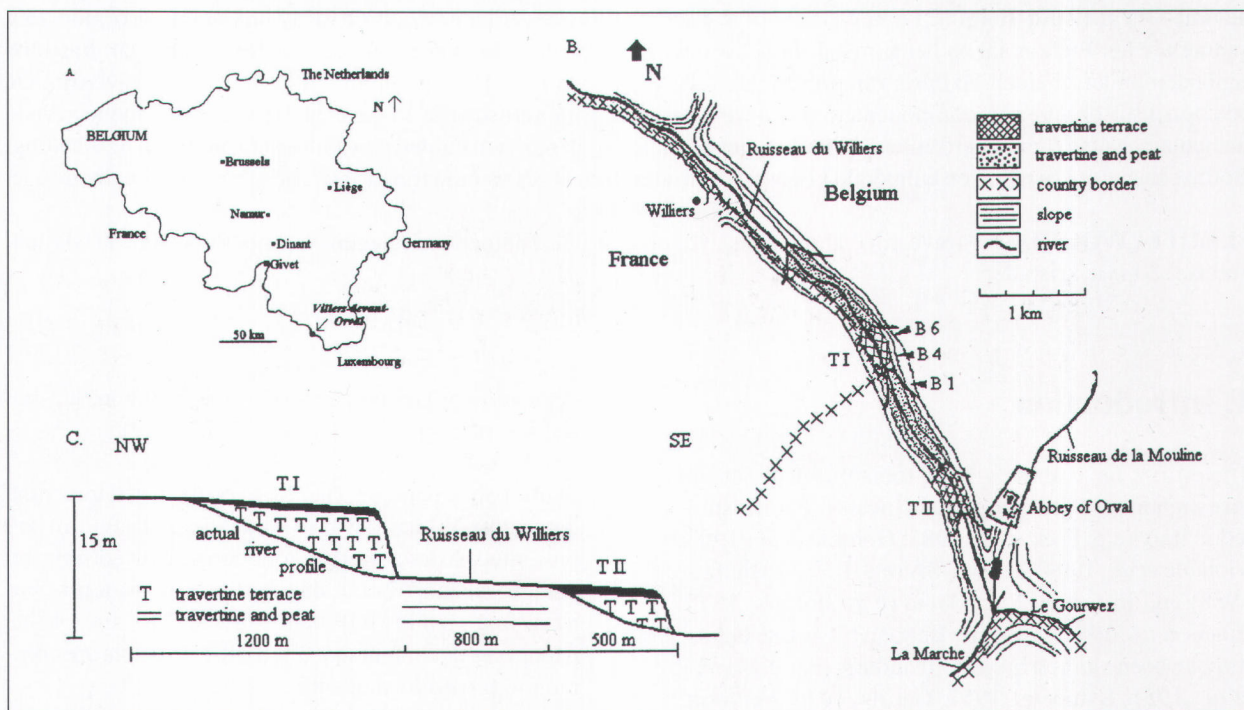 A.
The Netherlands
N
BELGIUM
Brussels
Liège
Namur
France
Dinant
Germany
Givet
Villers-devant-
Orval
50 km
Luxembourg
B.
N
Ruisseau du Williers
Belgium
Williers
France
B 6
T I
B 4
B 1
Ruisseau de la Mouline
T II
Abbey of Orval
Le Gourwez
La Marche
travertine terrace
travertine and peat
country border
slope
river
1 km
C.
NW
SE
T I
T T T T T T T
T T T T T
T T
15 m
actual
river
profile
Ruisseau du Williers
T II
T T T T
T T
T travertine terrace
travertine and peat
1200 m
800 m
600 m